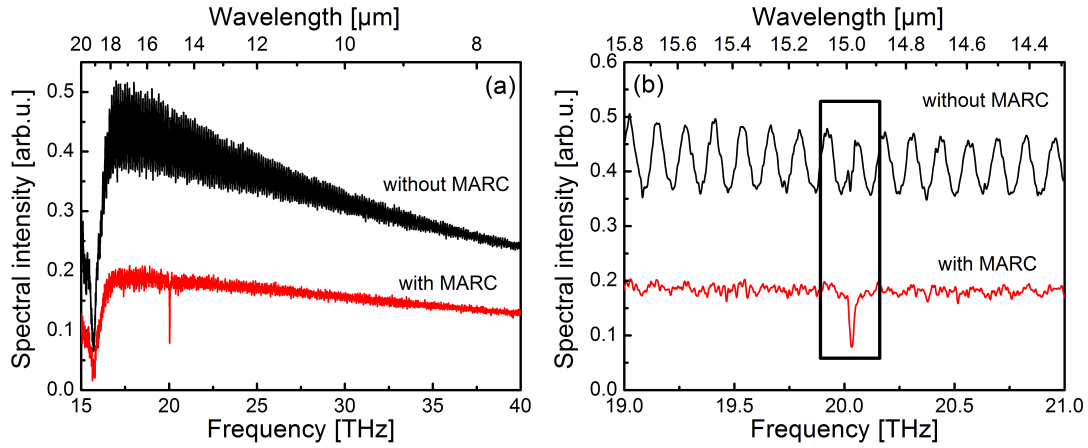 Wavelength [µm]
20 18 16 14 12 10 8
(a)
without MARC
with MARC
Spectral intensity [arb.u.]
0.5
0.4
0.3
0.2
0.1
0.0
15 20 25 30 35 40
Frequency [THz]
Wavelength [µm]
15.8 15.6 15.4 15.2 15.0 14.8 14.6 14.4
(b)
without MARC
with MARC
Spectral intensity [arb.u.]
0.6
0.5
0.4
0.3
0.2
0.1
0.0
19.0 19.5 20.0 20.5 21.0
Frequency [THz]